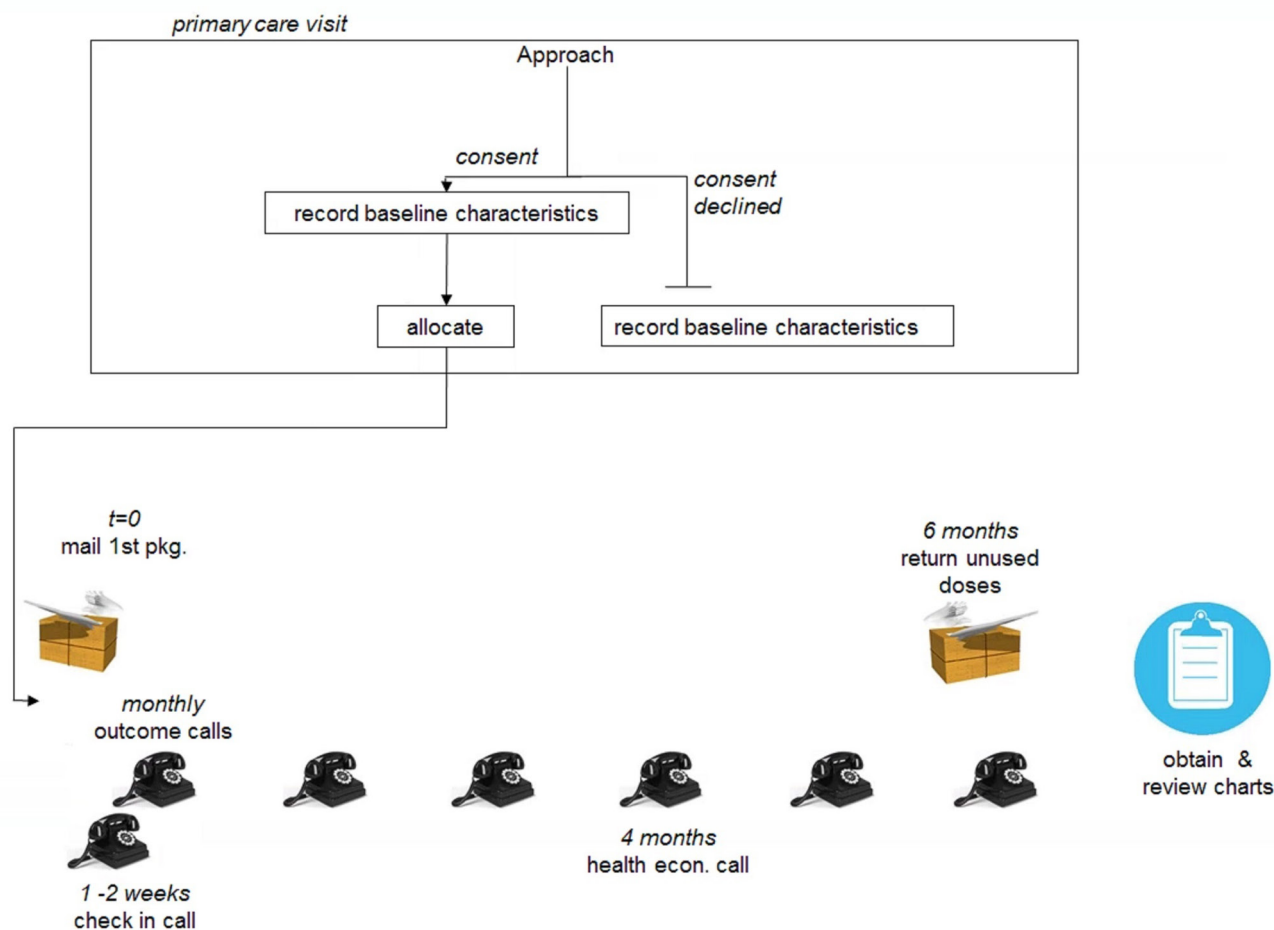 primary care visit
Approach
consent
consent
declined
record baseline characteristics
allocate
record baseline characteristics
t=0
mail 1st pkg.
6 months
return unused
doses
monthly
outcome calls
obtain &
review charts
4 months
health econ. call
1 -2 weeks
check in call